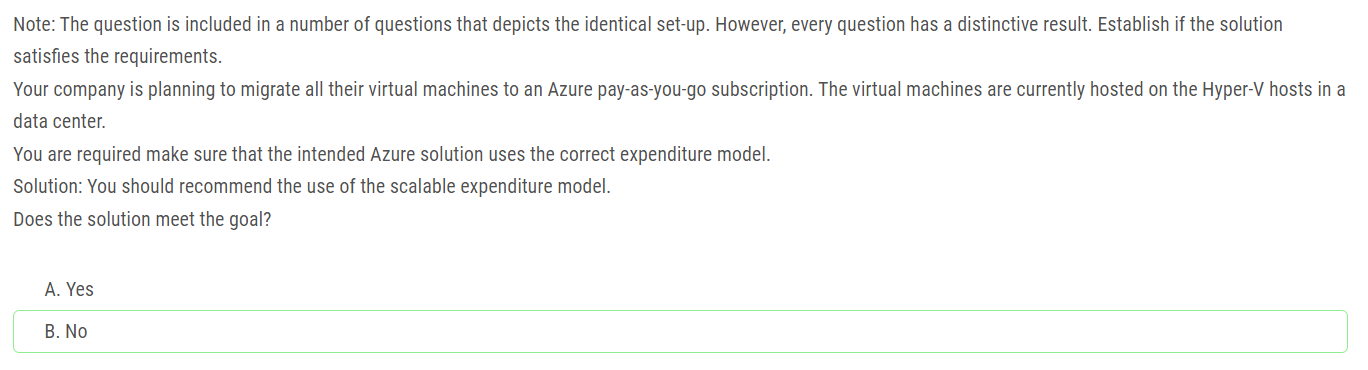 Note: The question is included in a number of questions that depicts the identical set-up. However, every question has a distinctive result. Establish if the solution
satisfies the requirements.
Your company is planning to migrate all their virtual machines to an Azure pay-as-you-go subscription. The virtual machines are currently hosted on the Hyper-V hosts in a
data center.
You are required make sure that the intended Azure solution uses the correct expenditure model.
Solution: You should recommend the use of the scalable expenditure model.
Does the solution meet the goal?
A. Yes
B. No